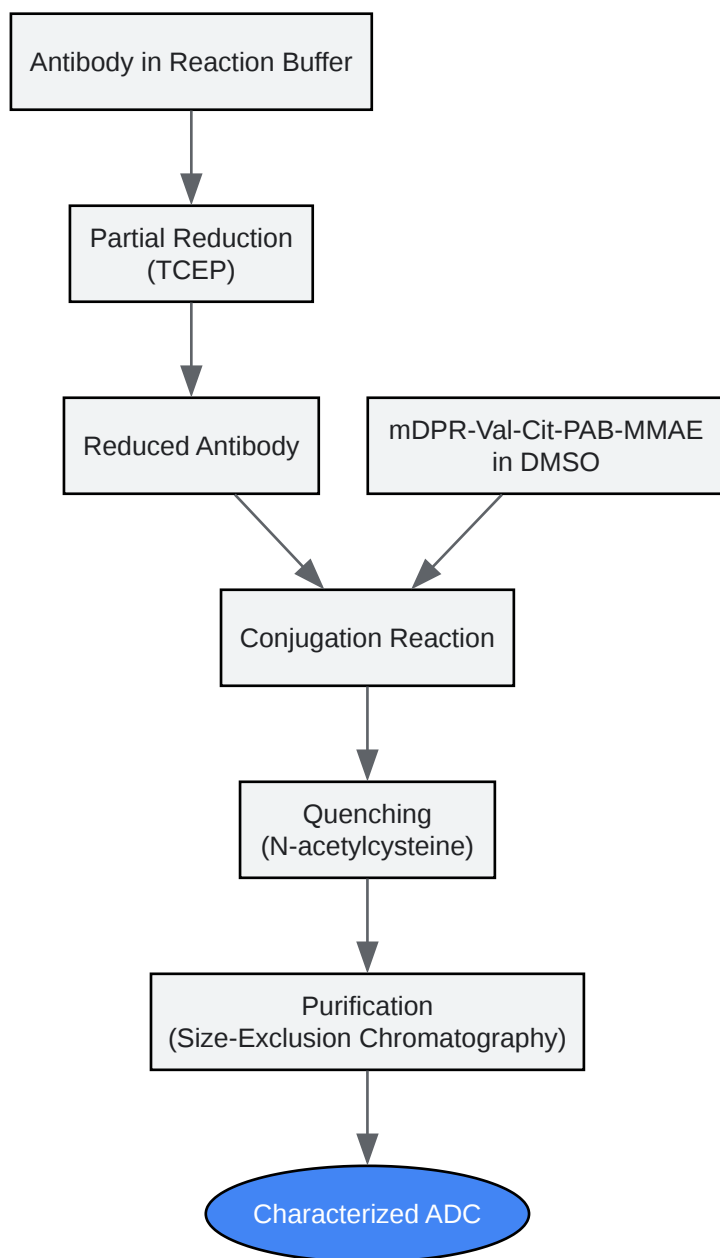 Antibody in Reaction Buffer
Partial Reduction
(TCEP)
Reduced Antibody
mDPR-Val-Cit-PAB-MMAE
in DMSO
Conjugation Reaction
Quenching
(N-acetylcysteine)
Purification
(Size-Exclusion Chromatography)
Characterized ADC